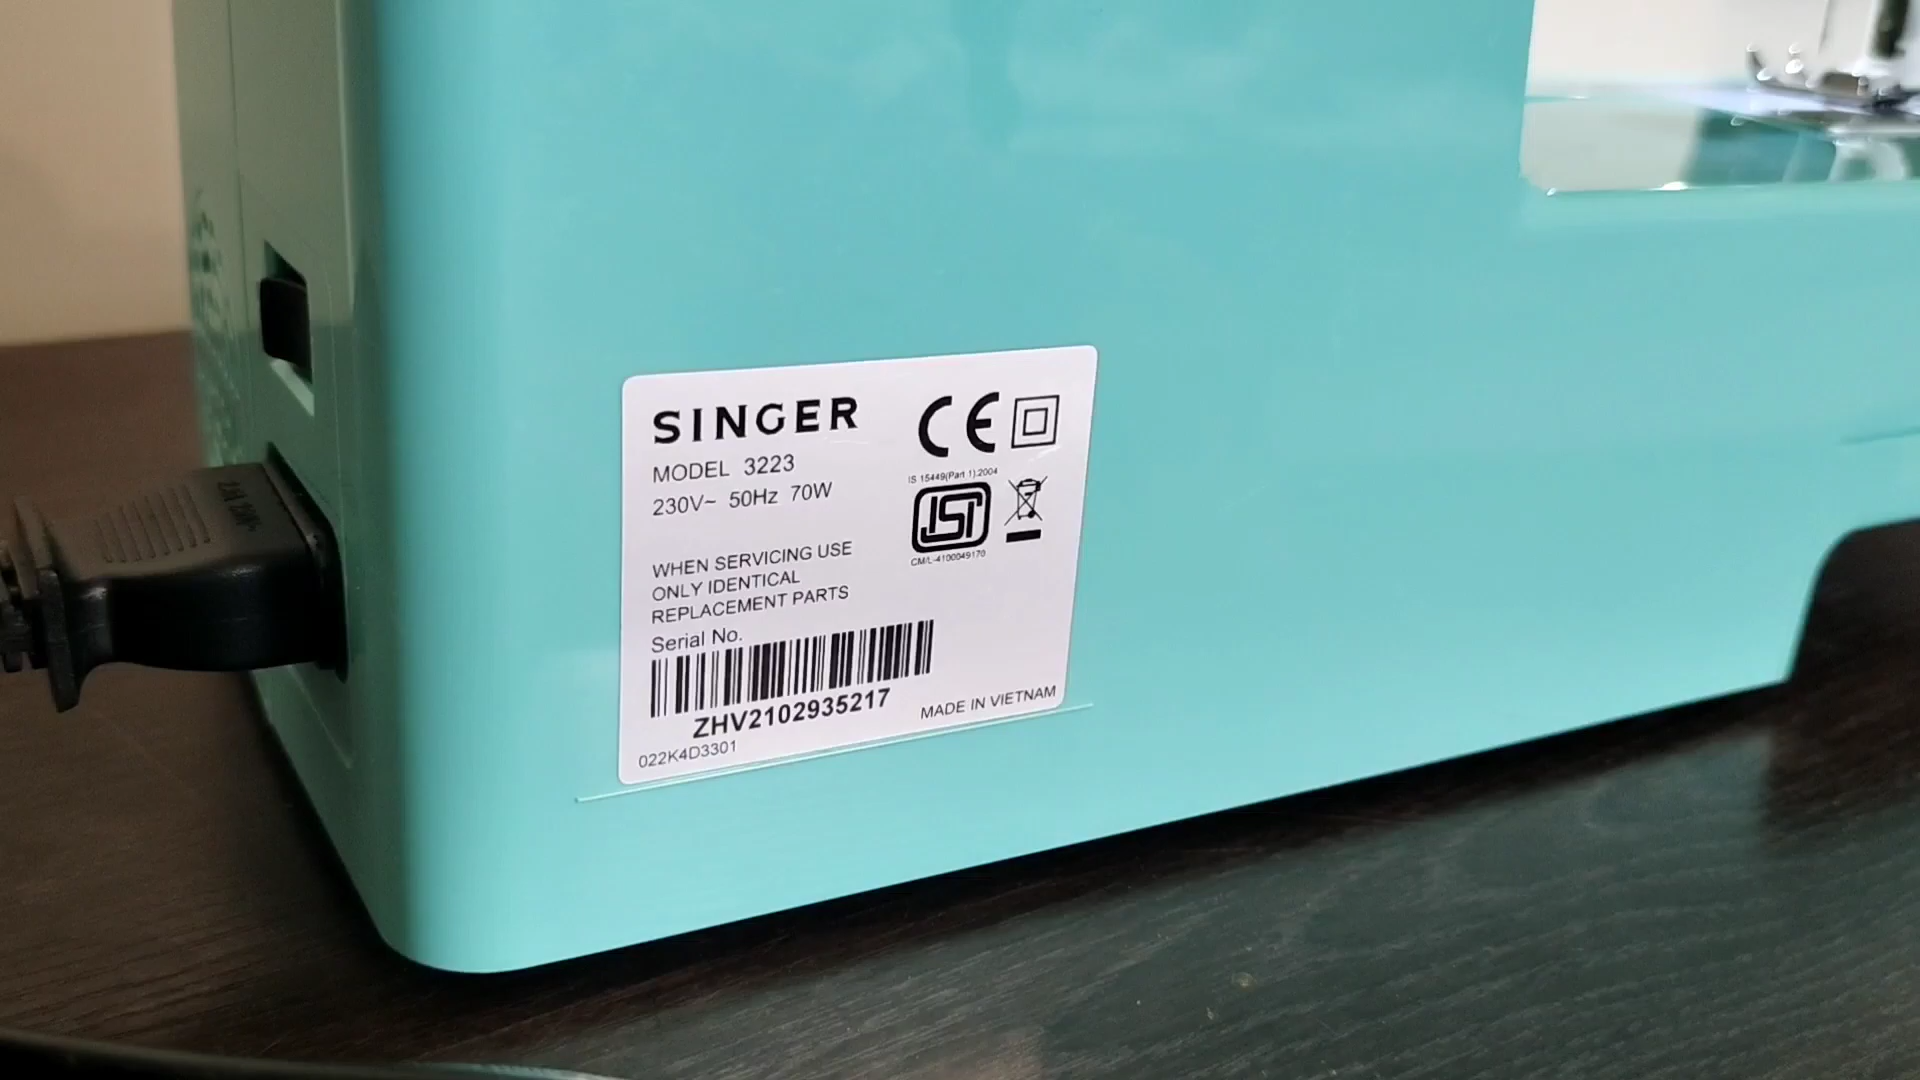 SINGER
CE
MODEL 3223
230V~ 50Hz 70W
IS 15449(Part 1):2004
ISI
CM/L-4100049170
WHEN SERVICING USE
ONLY IDENTICAL
REPLACEMENT PARTS
Serial No.
ZHV2102935217
MADE IN VIETNAM
022K4D3301